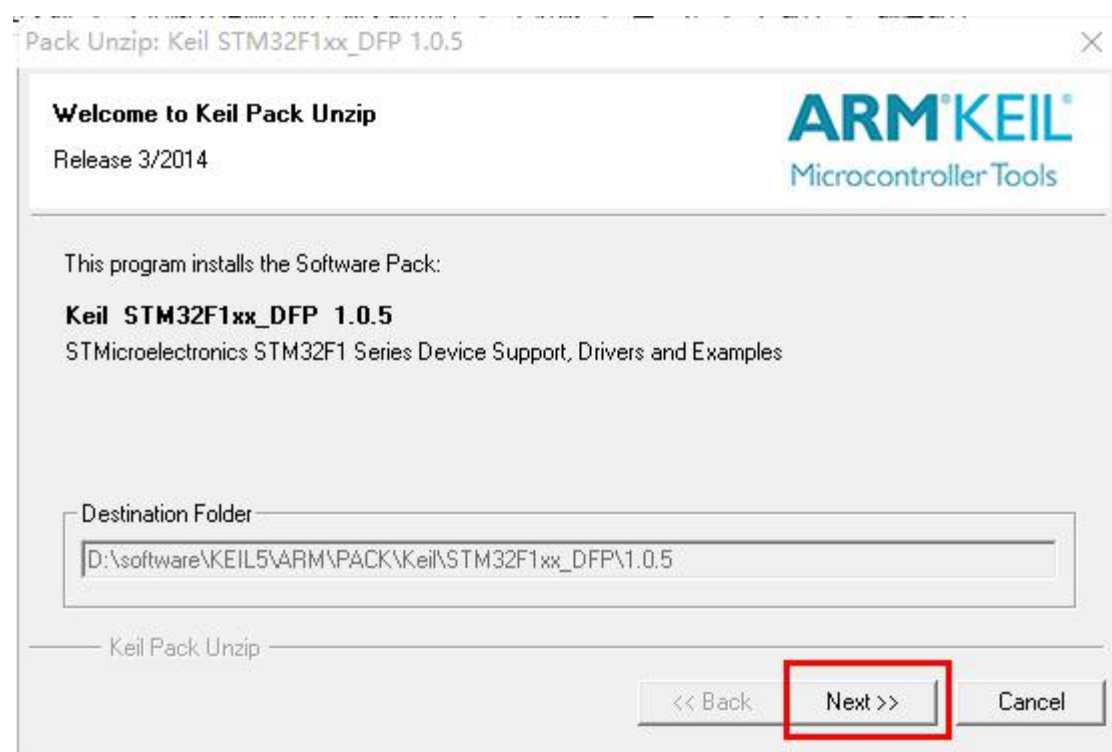 Pack Unzip: Keil STM32F1xx_DFP 1.0.5
Welcome to Keil Pack Unzip
Release 3/2014
ARM®KEIL®
Microcontroller Tools
This program installs the Software Pack:
Keil STM32F1xx_DFP 1.0.5
STMicroelectronics STM32F1 Series Device Support, Drivers and Examples
Destination Folder
D:\software\KEIL5\ARM\PACK\Keil\STM32F1xx_DFP\1.0.5
Keil Pack Unzip
<< Back Next >> Cancel